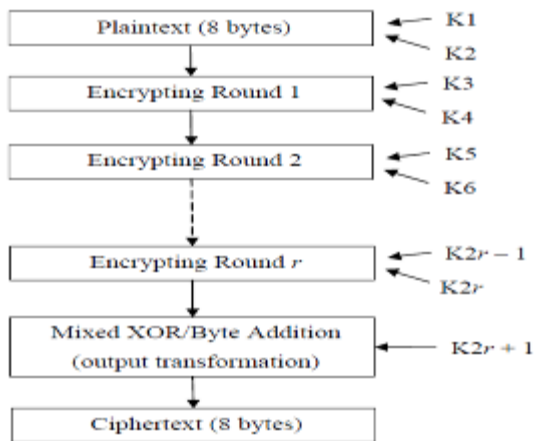 Plaintext (8 bytes)
K1
K2
Encrypting Round 1
K3
K4
Encrypting Round 2
K5
K6
Encrypting Round r
K2r – 1
K2r
Mixed XOR/Byte Addition
(output transformation)
K2r + 1
Ciphertext (8 bytes)